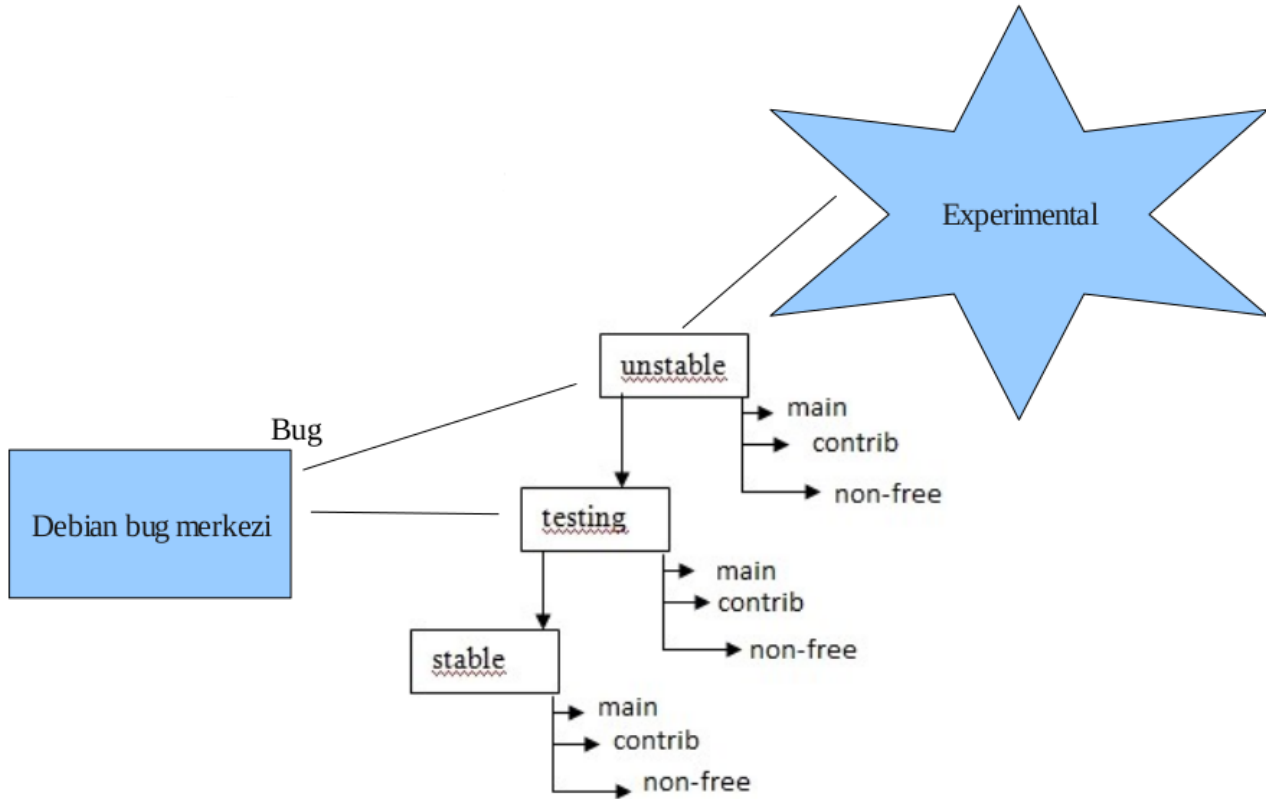 Experimental
unstable
main
contrib
non-free
Bug
Debian bug merkezi
testing
main
contrib
non-free
stable
main
contrib
non-free